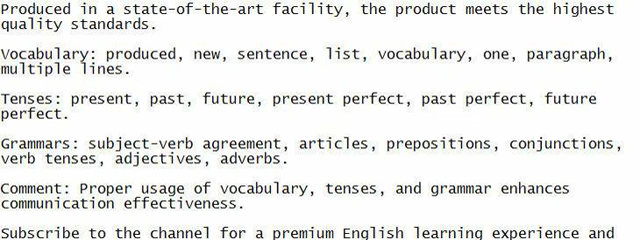 Produced in a state-of-the-art facility, the product meets the highest
quality standards.
Vocabulary: produced, new, sentence, list, vocabulary, one, paragraph,
multiple lines.
Tenses: present, past, future, present perfect, past perfect, future
perfect.
Grammars: subject-verb agreement, articles, prepositions, conjunctions,
verb tenses, adjectives, adverbs.
Comment: Proper usage of vocabulary, tenses, and grammar enhances
communication effectiveness.
Subscribe to the channel for a premium English learning experience and